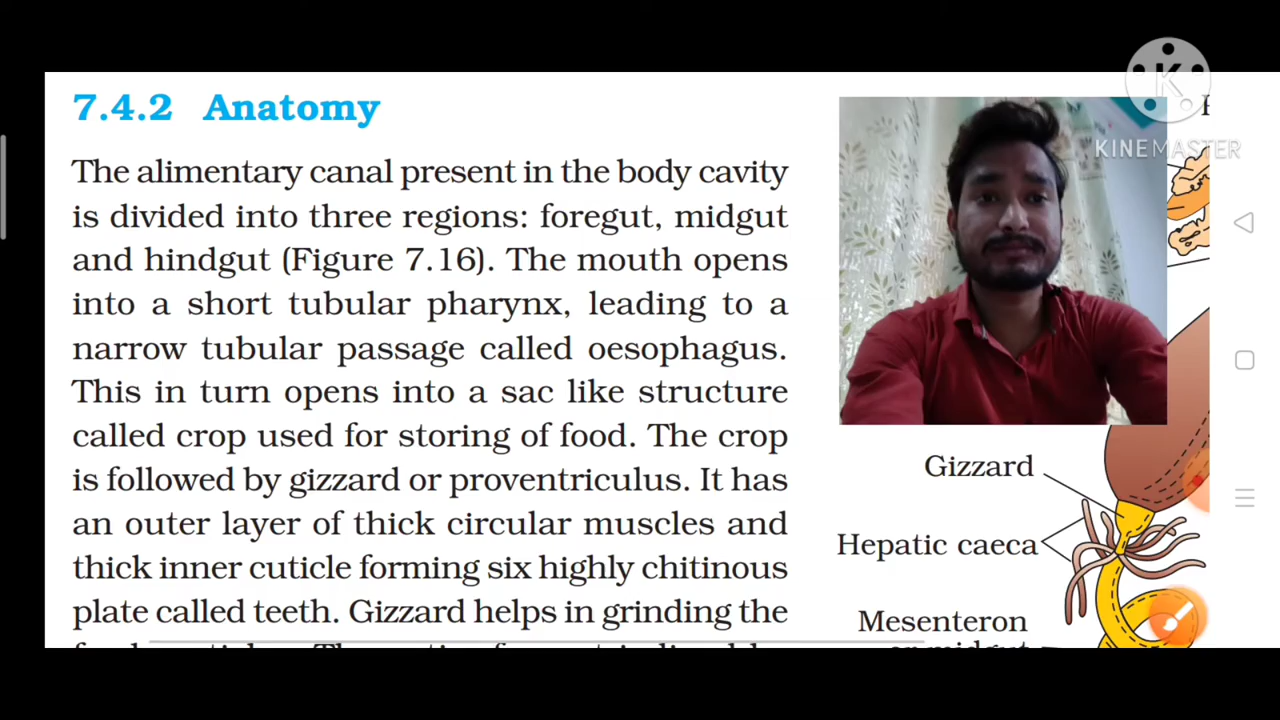 7.4.2 Anatomy
The alimentary canal present in the body cavity
is divided into three regions: foregut, midgut
and hindgut (Figure 7.16). The mouth opens
into a short tubular pharynx, leading to a
narrow tubular passage called oesophagus.
This in turn opens into a sac like structure
called crop used for storing of food. The crop
is followed by gizzard or proventriculus. It has
an outer layer of thick circular muscles and
thick inner cuticle forming six highly chitinous
plate called teeth. Gizzard helps in grinding the
K
KINEMASTER
Gizzard
Hepatic caeca
Mesenteron
or midgut